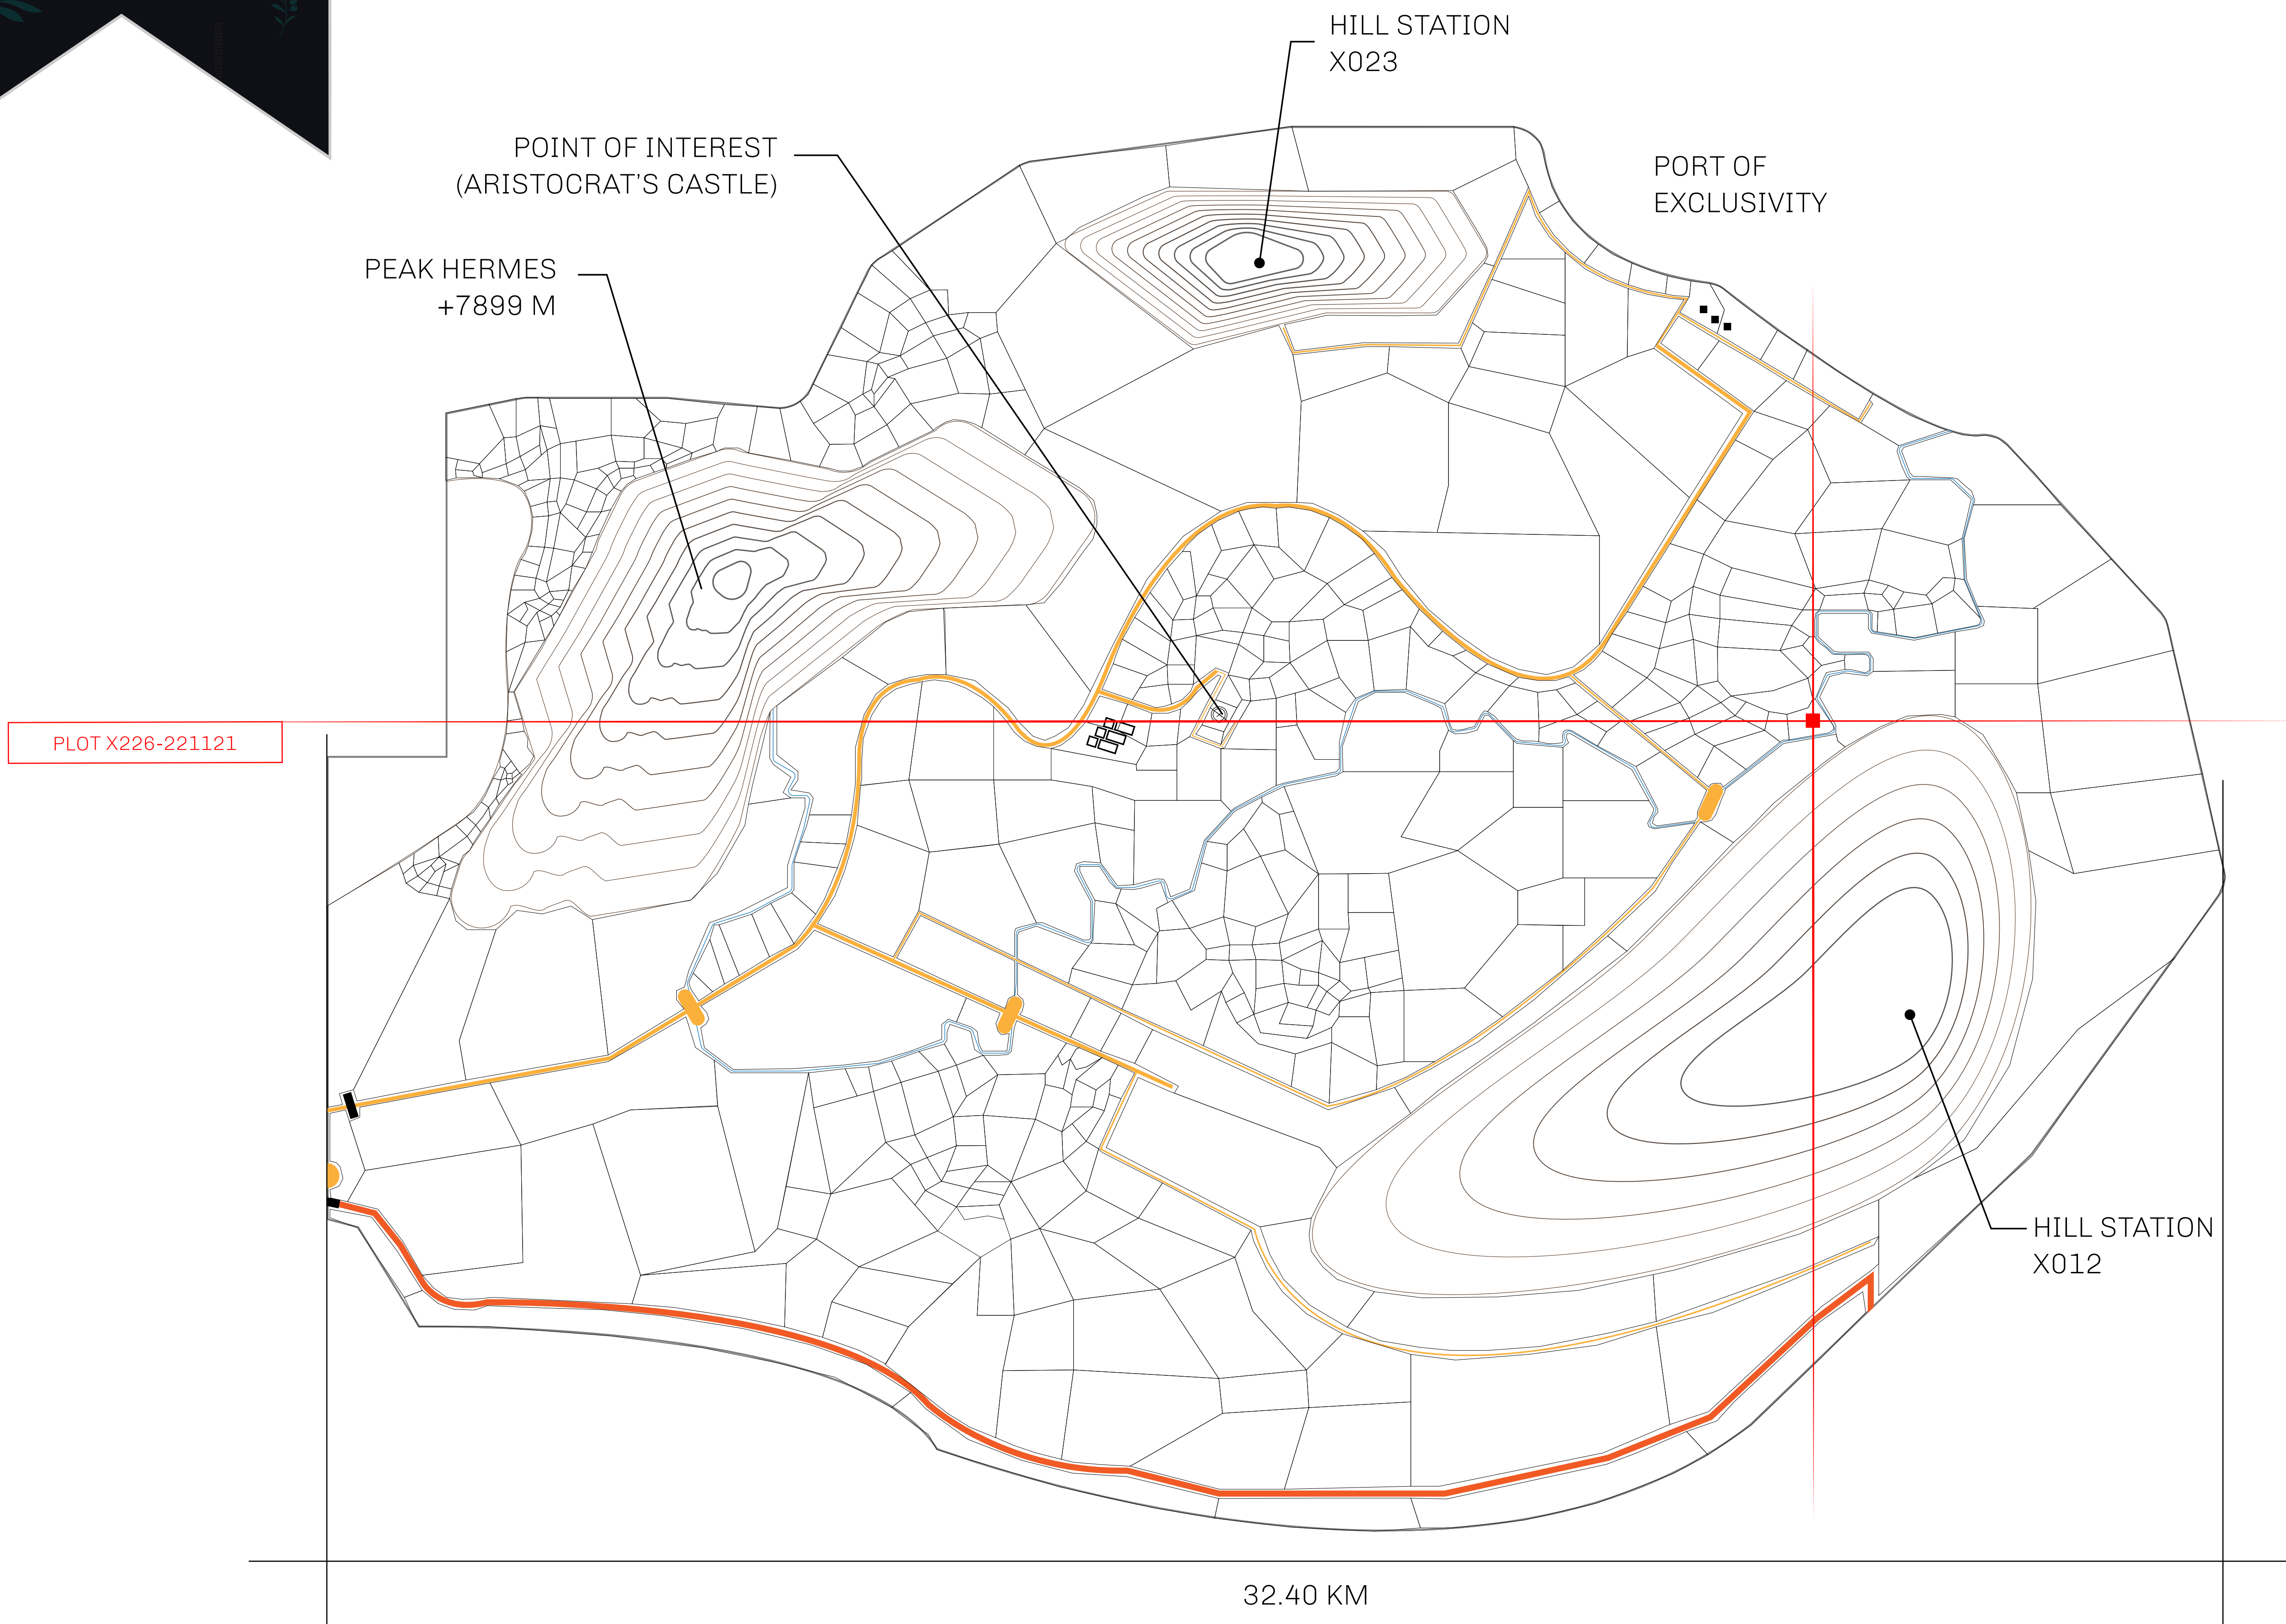 HILL STATION
X023
POINT OF INTEREST
(ARISTOCRAT'S CASTLE)
PORT OF
EXCLUSIVITY
PEAK HERMES
+7899 M
PLOT X226-221121
HILL STATION
X012
32.40 KM